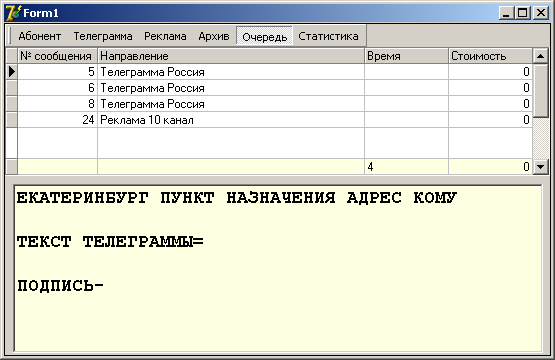 Form1
Абонент Телеграмма Реклама Архив Очередь Статистика
№ сообщения Направление Время Стоимость
5 Телеграмма Россия 0
6 Телеграмма Россия 0
8 Телеграмма Россия 0
24 Реклама 10 канал 0
4 0
ЕКАТЕРИНБУРГ ПУНКТ НАЗНАЧЕНИЯ АДРЕС КОМУ
ТЕКСТ ТЕЛЕГРАММЫ=
ПОДПИСЬ-